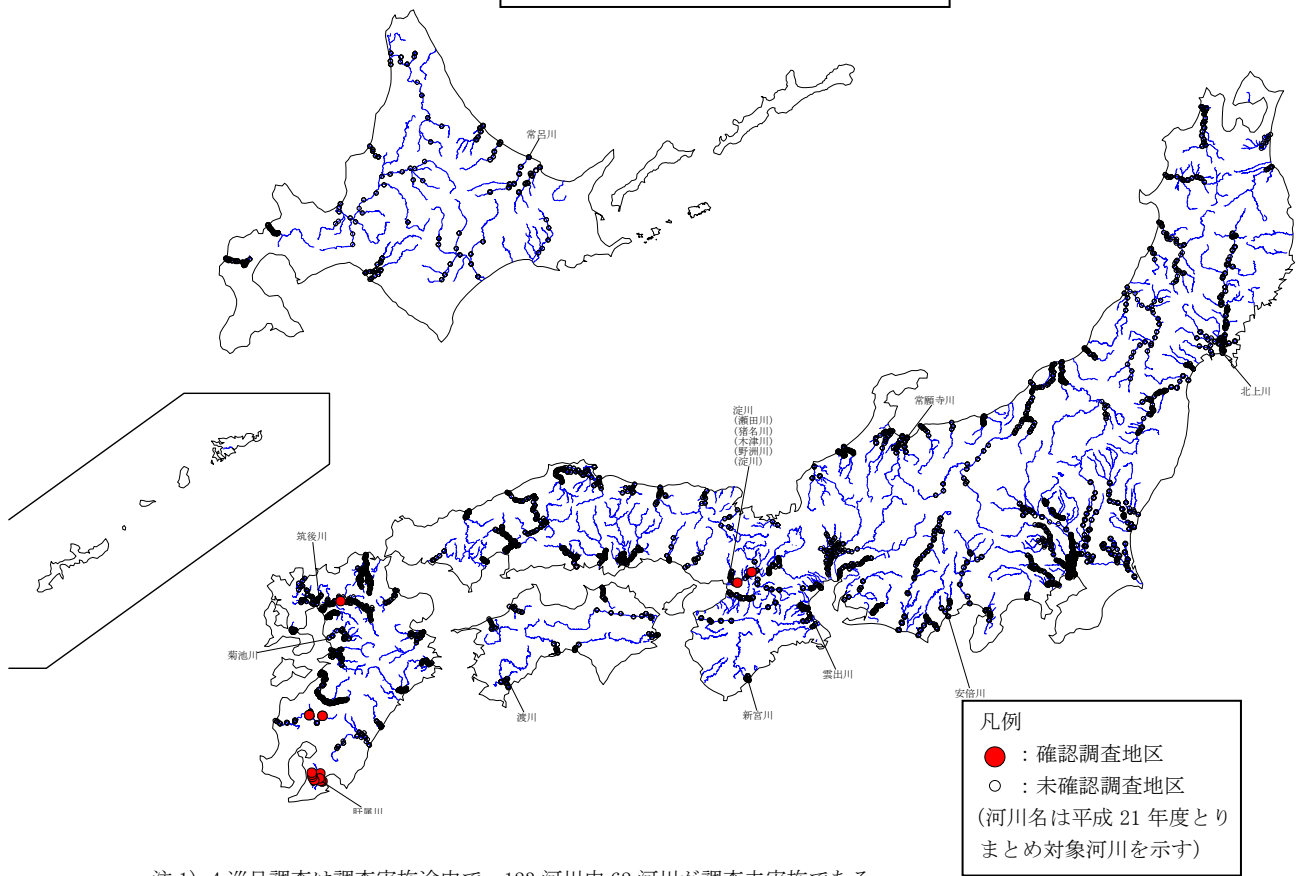 常呂川
北上川
常願寺川
淀川
(瀬田川)
(猪名川)
(木津川)
(野洲川)
(淀川)
筑後川
菊池川
渡川
新宮川
雲出川
安倍川
肝属川
凡例
：確認調査地区
：未確認調査地区
(河川名は平成 21 年度とり
まとめ対象河川を示す)